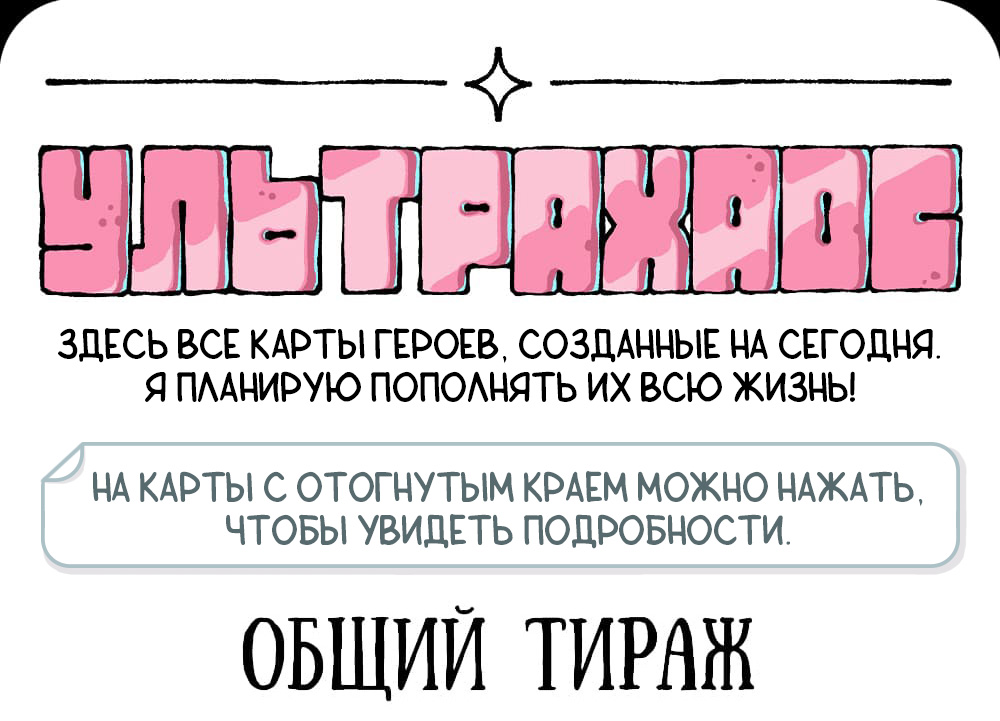 УЛЬТРАХАОС
ЗДЕСЬ ВСЕ КАРТЫ ГЕРОЕВ, СОЗДАННЫЕ НА СЕГОДНЯ.
Я ПЛАНИРУЮ ПОПОЛНЯТЬ ИХ ВСЮ ЖИЗНЬ!
НА КАРТЫ С ОТОГНУТЫМ КРАЕМ МОЖНО НАЖАТЬ,
ЧТОБЫ УВИДЕТЬ ПОДРОБНОСТИ.
ОБЩИЙ ТИРАЖ